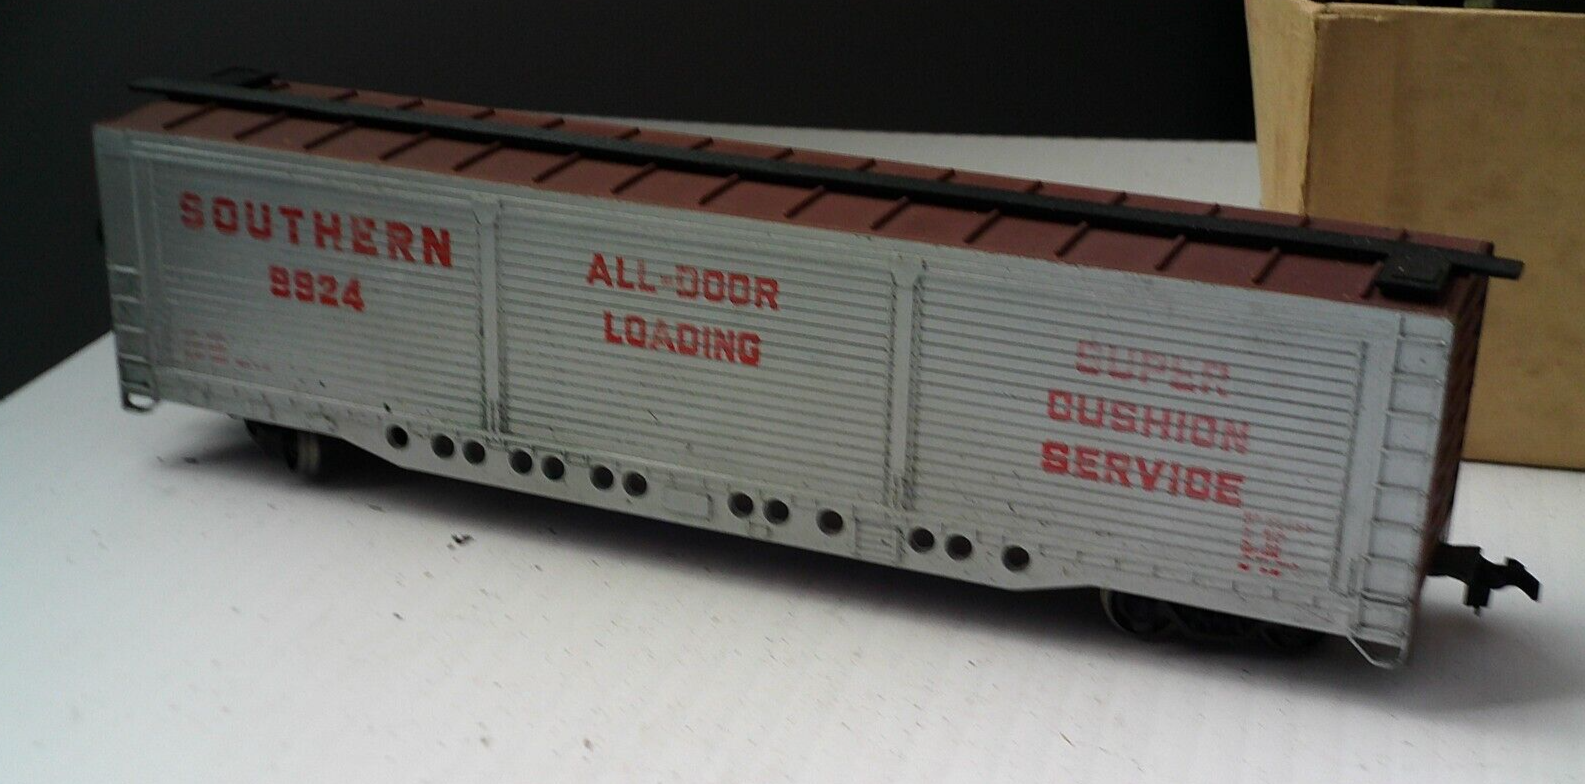 SOUTHERN
9924
ALL-DOOR
LOADING
SUPER
CUSHION
SERVICE